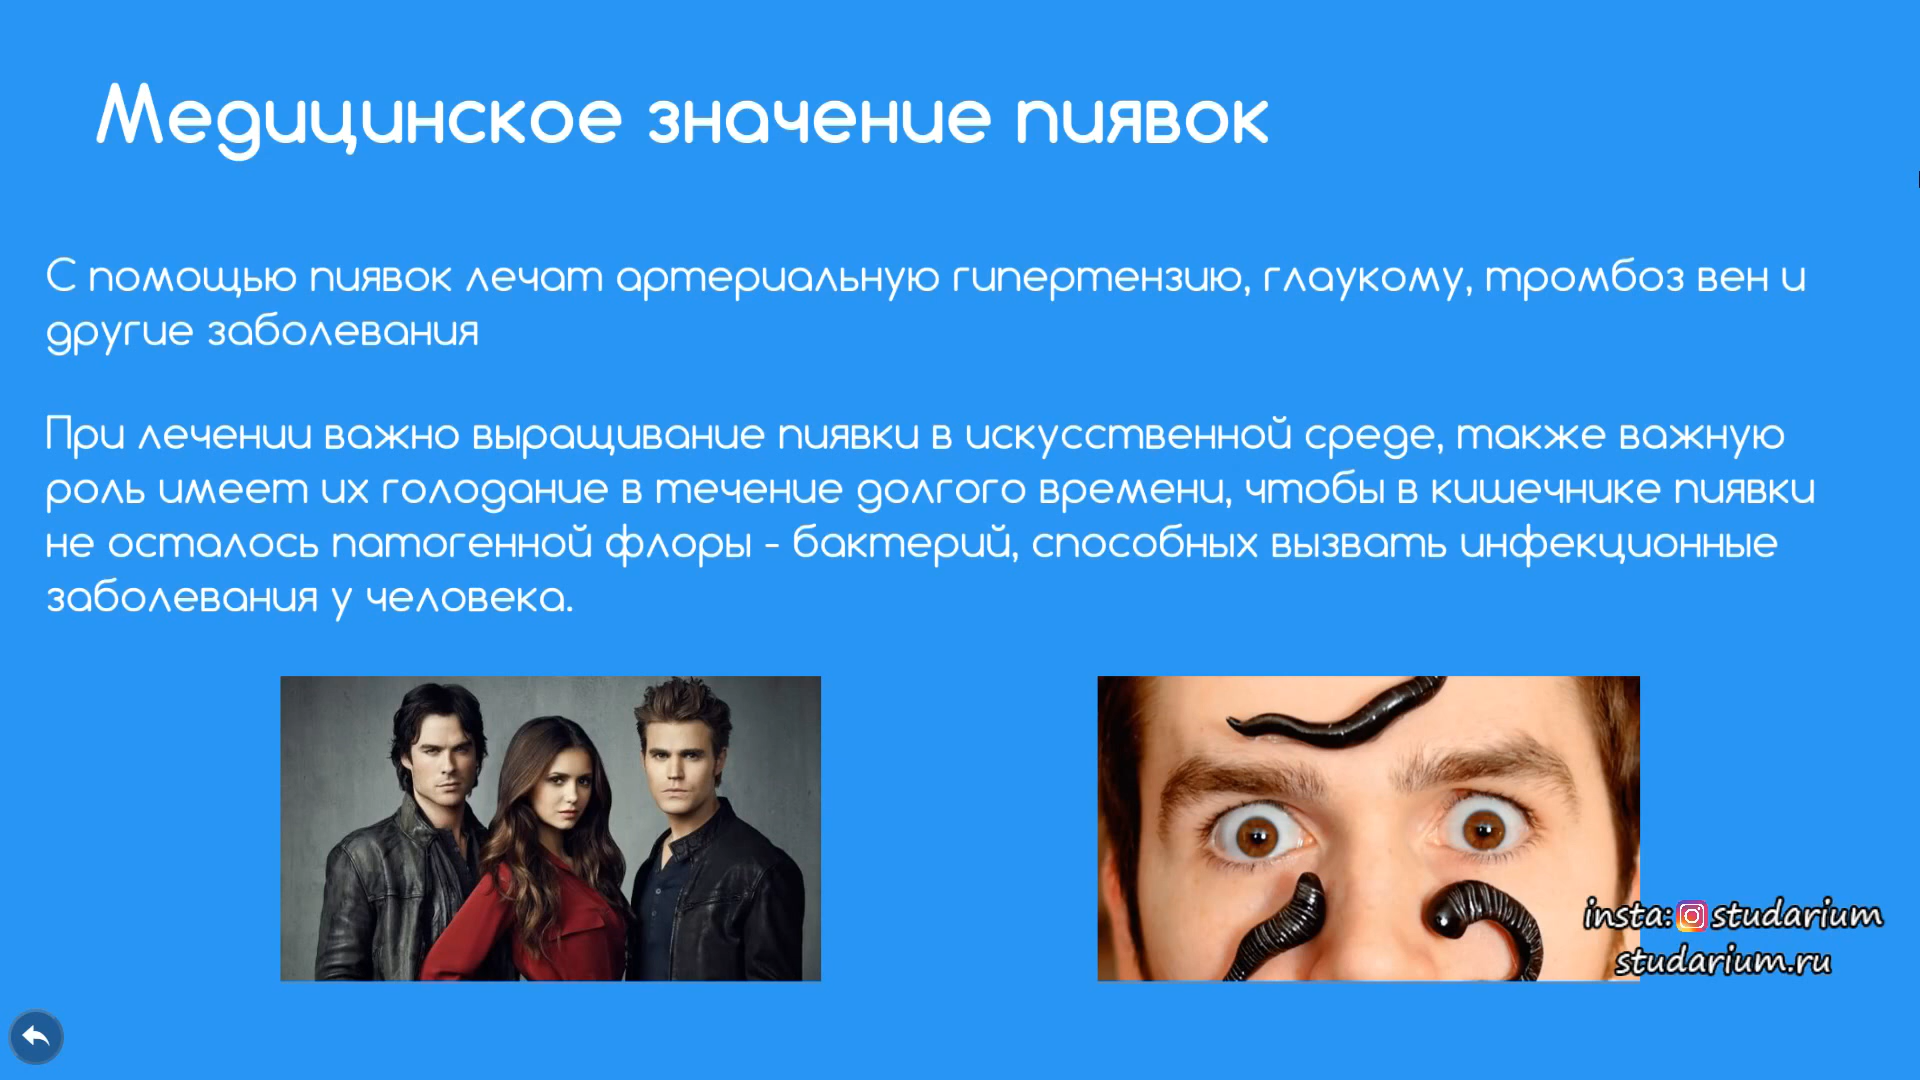 Медицинское значение пиявок
С помощью пиявок лечат артериальную гипертензию, глаукому, тромбоз вен и
другие заболевания
При лечении важно выращивание пиявки в искусственной среде, также важную
роль имеет их голодание в течение долгого времени, чтобы в кишечнике пиявки
не осталось патогенной флоры - бактерий, способных вызвать инфекционные
заболевания у человека.
insta: studarium
studarium.ru